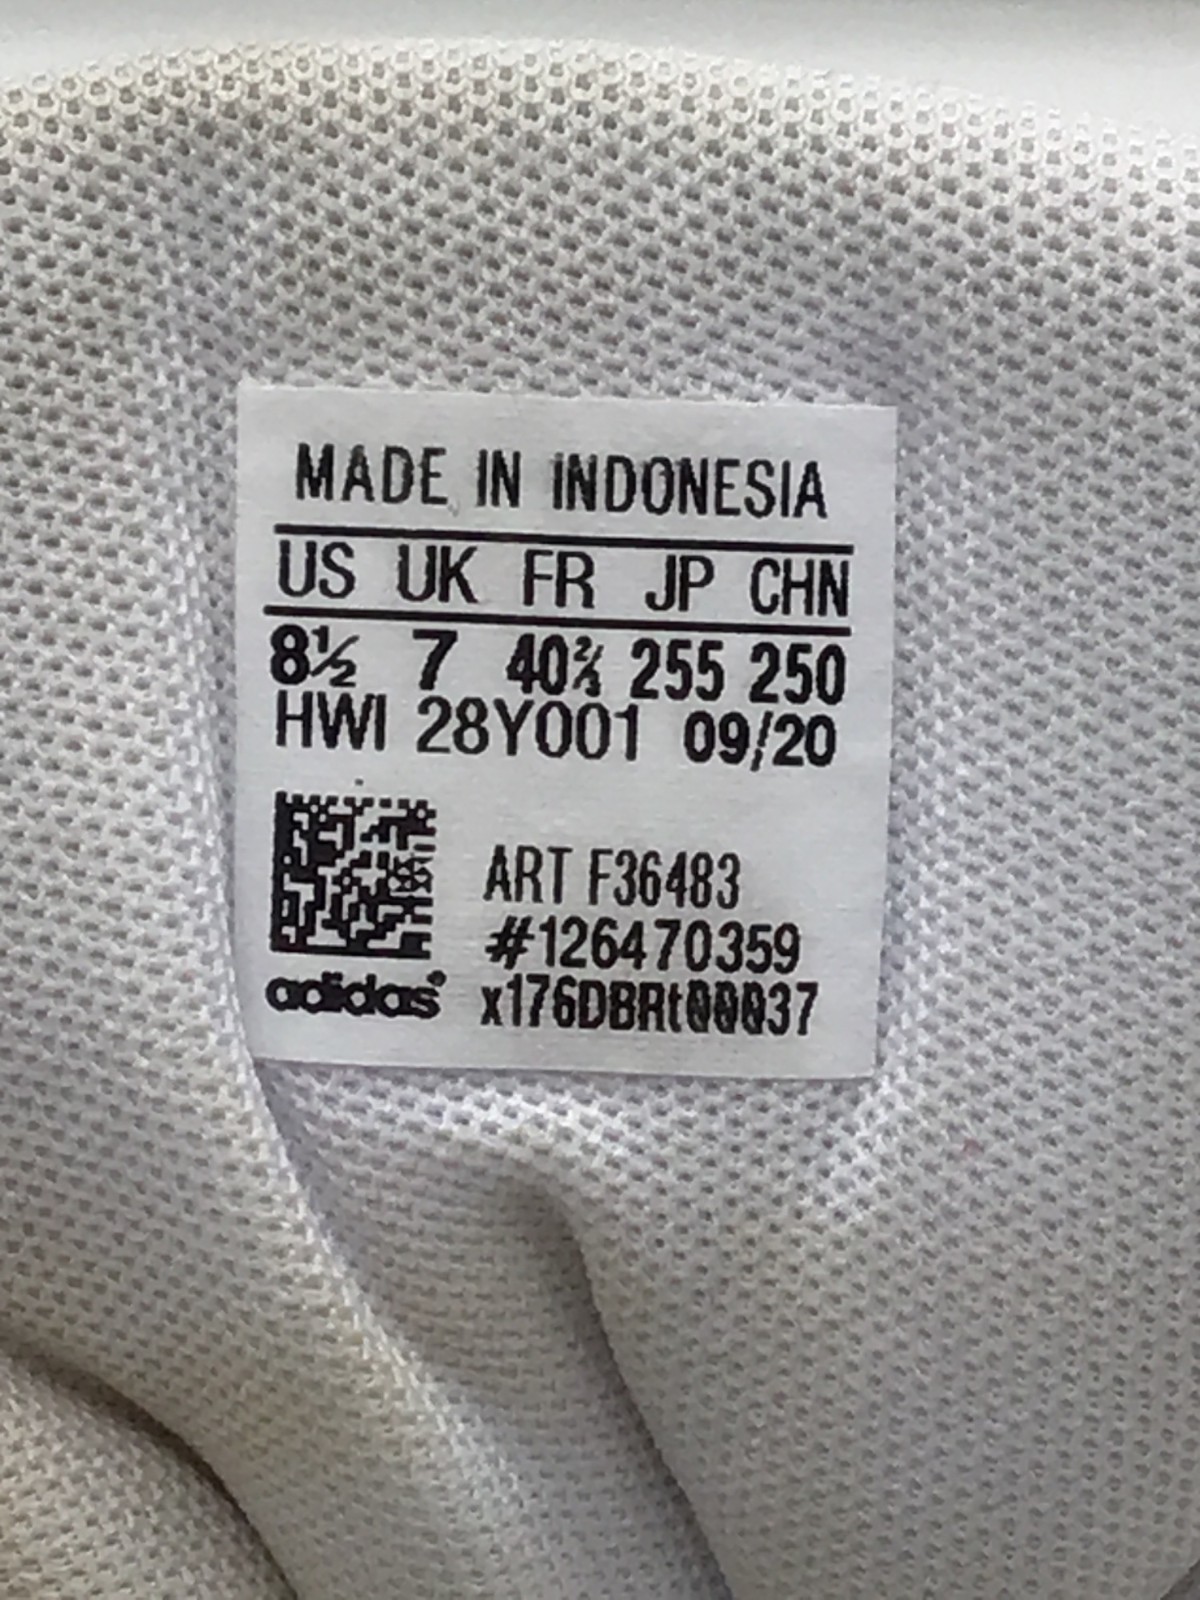 MADE IN INDONESIA
US UK FR JP CHN
8½ 7 40⅔ 255 250
HWI 28Y001 09/20
ART F36483
#126470359
adidas® x176DBRt00037